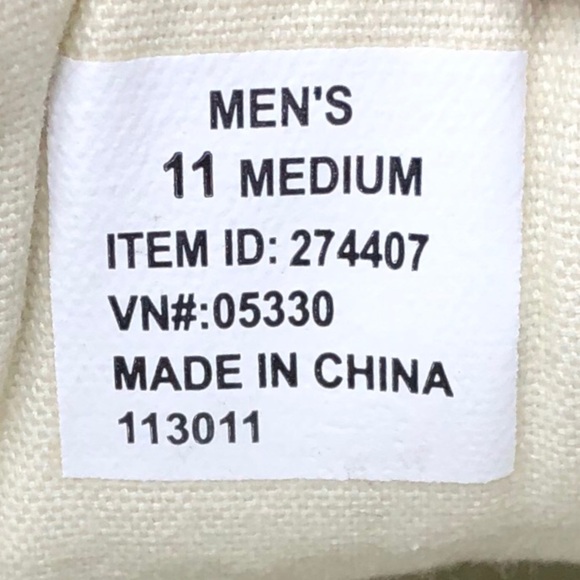 MEN'S
11 MEDIUM
ITEM ID: 274407
VN#:05330
MADE IN CHINA
113011